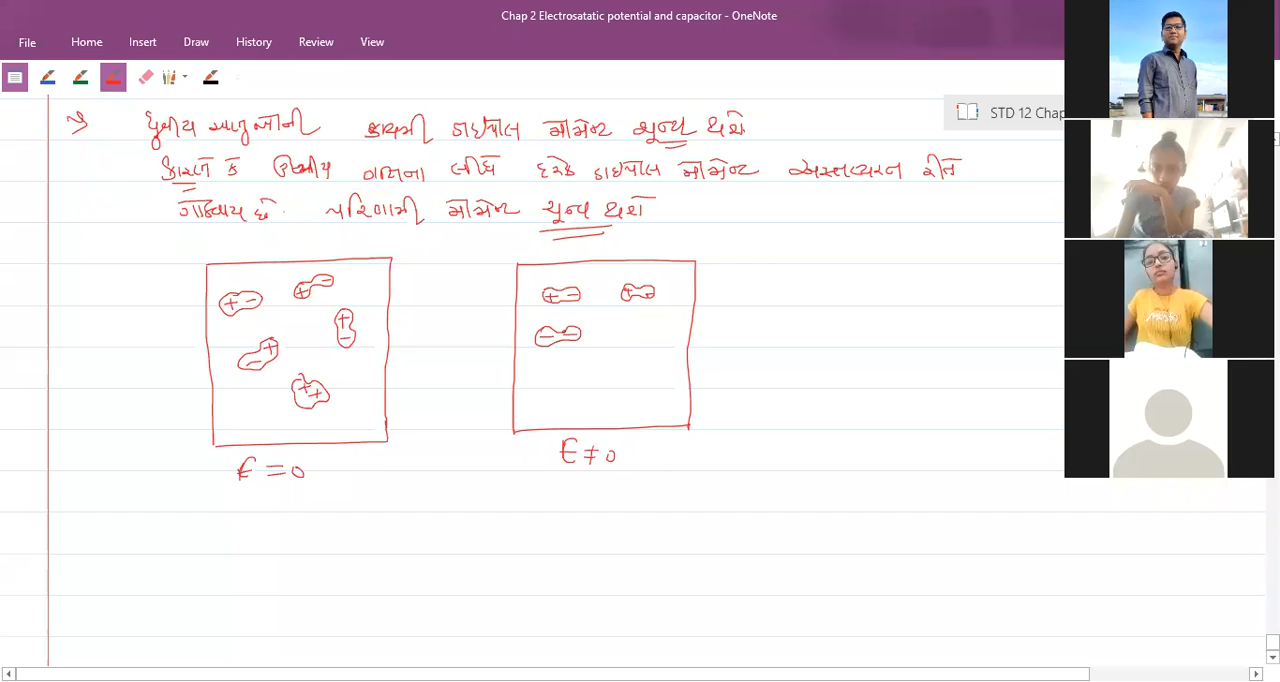 Chap 2 Electrosatatic potential and capacitor - OneNote
File Home Insert Draw History Review View
STD 12 Chap
→ ધ્રુવીય અણુઓની કાયમી ડાઇપોલ મોમેન્ટ શૂન્ય થશે
કારણ કે ઉષ્મીય ગતિના લીધે દરેક ડાઇપોલ મોમેન્ટ અસ્તવ્યસ્ત રીતે
ગોઠવાય છે. પરિણામી મોમેન્ટ શૂન્ય થશે
+ - + - + -
+ - - +
- + - -
+ +
E ≠ 0
E = 0